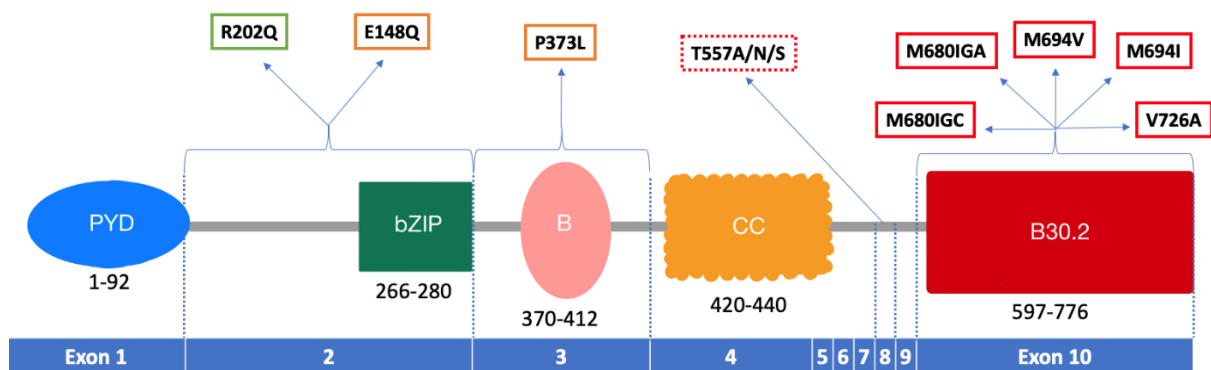 R202Q
E148Q
P373L
T557A/N/S
M680IGA
M694V
M694I
M680IGC
V726A
PYD
bZIP
B
CC
B30.2
1-92
266-280
370-412
420-440
597-776
Exon 1
2
3
4
5
6
7
8
9
Exon 10